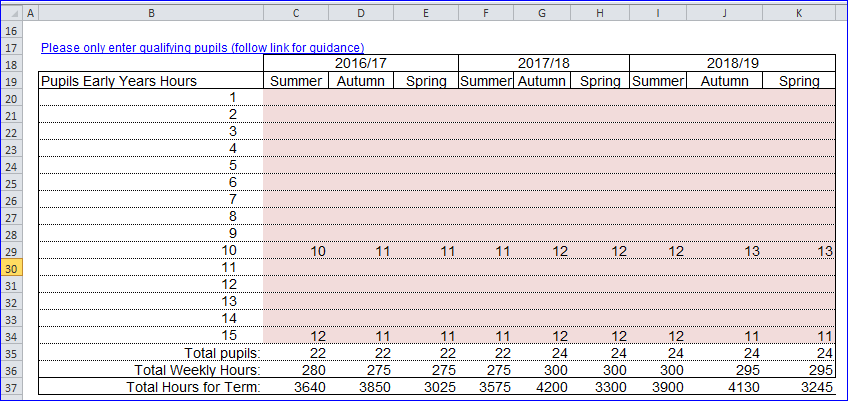 A B C D E F G H I J K
16
17 Please only enter qualifying pupils (follow link for guidance)
18 2016/17 2017/18 2018/19
19 Pupils Early Years Hours Summer Autumn Spring Summer Autumn Spring Summer Autumn Spring
20 1
21 2
22 3
23 4
24 5
25 6
26 7
27 8
28 9
29 10 10 11 11 11 12 12 12 13 13
30 11
31 12
32 13
33 14
34 15 12 11 11 11 12 12 12 11 11
35 Total pupils: 22 22 22 22 24 24 24 24 24
36 Total Weekly Hours: 280 275 275 275 300 300 300 295 295
37 Total Hours for Term: 3640 3850 3025 3575 4200 3300 3900 4130 3245